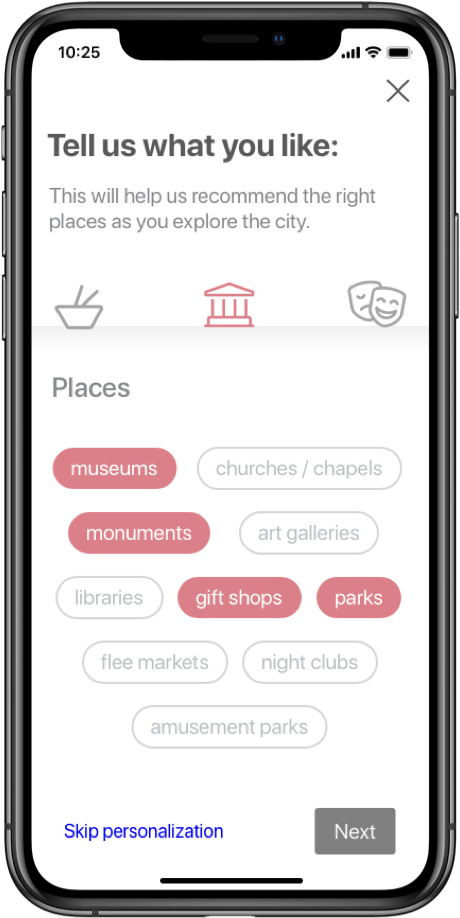 10:25
Tell us what you like:
This will help us recommend the right
places as you explore the city.
Places
museums
churches / chapels
monuments
art galleries
libraries
gift shops
parks
flee markets
night clubs
amusement parks
Skip personalization
Next